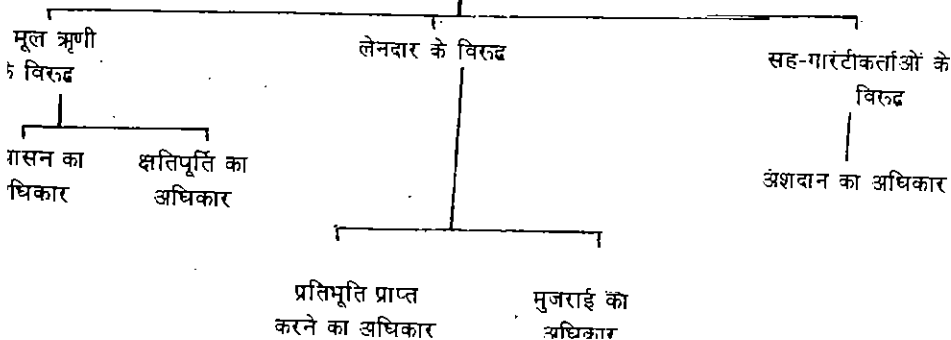 मूल ऋणी
के विरुद्ध
लेनदार के विरुद्ध
सह-गारंटीकर्ताओं के
विरुद्ध
का
क्षतिपूर्ति का
अधिकार
अंशदान का अधिकार
प्रतिभूति प्राप्त
करने का अधिकार
मुजराई का
अधिकार